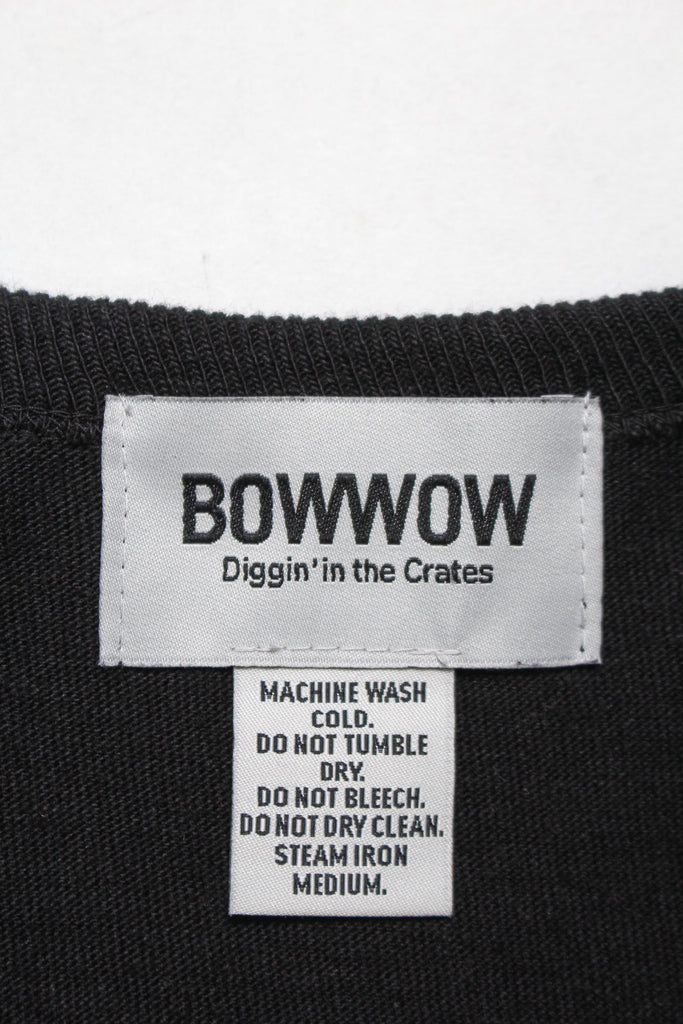 BOWWOW
Diggin' in the Crates
MACHINE WASH
COLD.
DO NOT TUMBLE
DRY.
DO NOT BLEECH.
DO NOT DRY CLEAN.
STEAM IRON
MEDIUM.